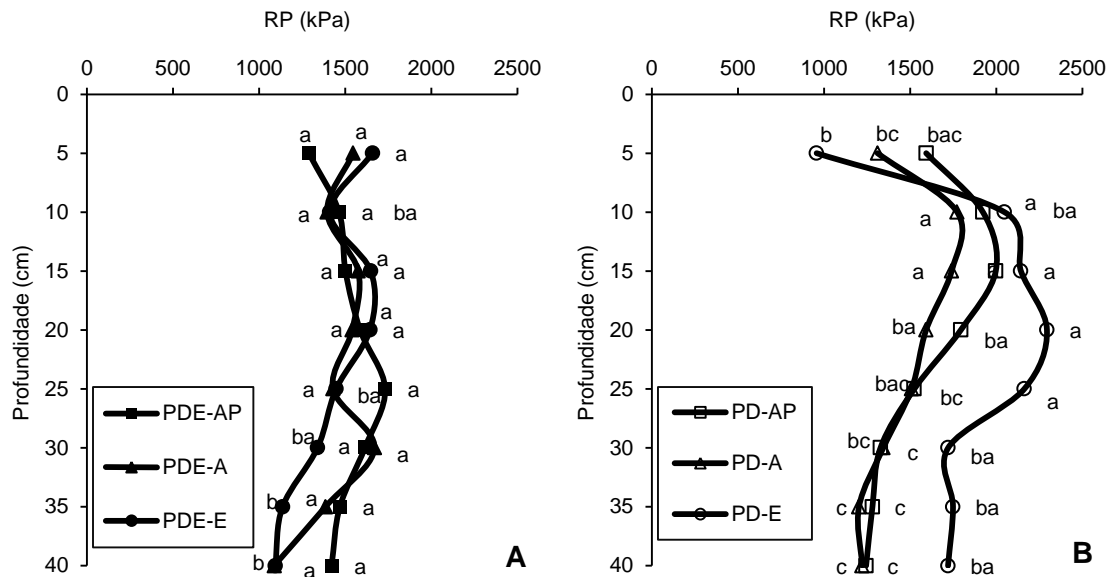 RP (kPa)
0 500 1000 1500 2000 2500
Profundidade (cm)
0
5
10
15
20
25
30
35
40
a a a
a a ba
a a a
a a a
a ba a
ba a a
b a a
b a a
PDE-AP
PDE-A
PDE-E
A
RP (kPa)
0 500 1000 1500 2000 2500
Profundidade (cm)
0
5
10
15
20
25
30
35
40
b bc bac
a a ba
a a
ba ba a
bac bc a
bc c ba
c c ba
c c ba
PD-AP
PD-A
PD-E
B